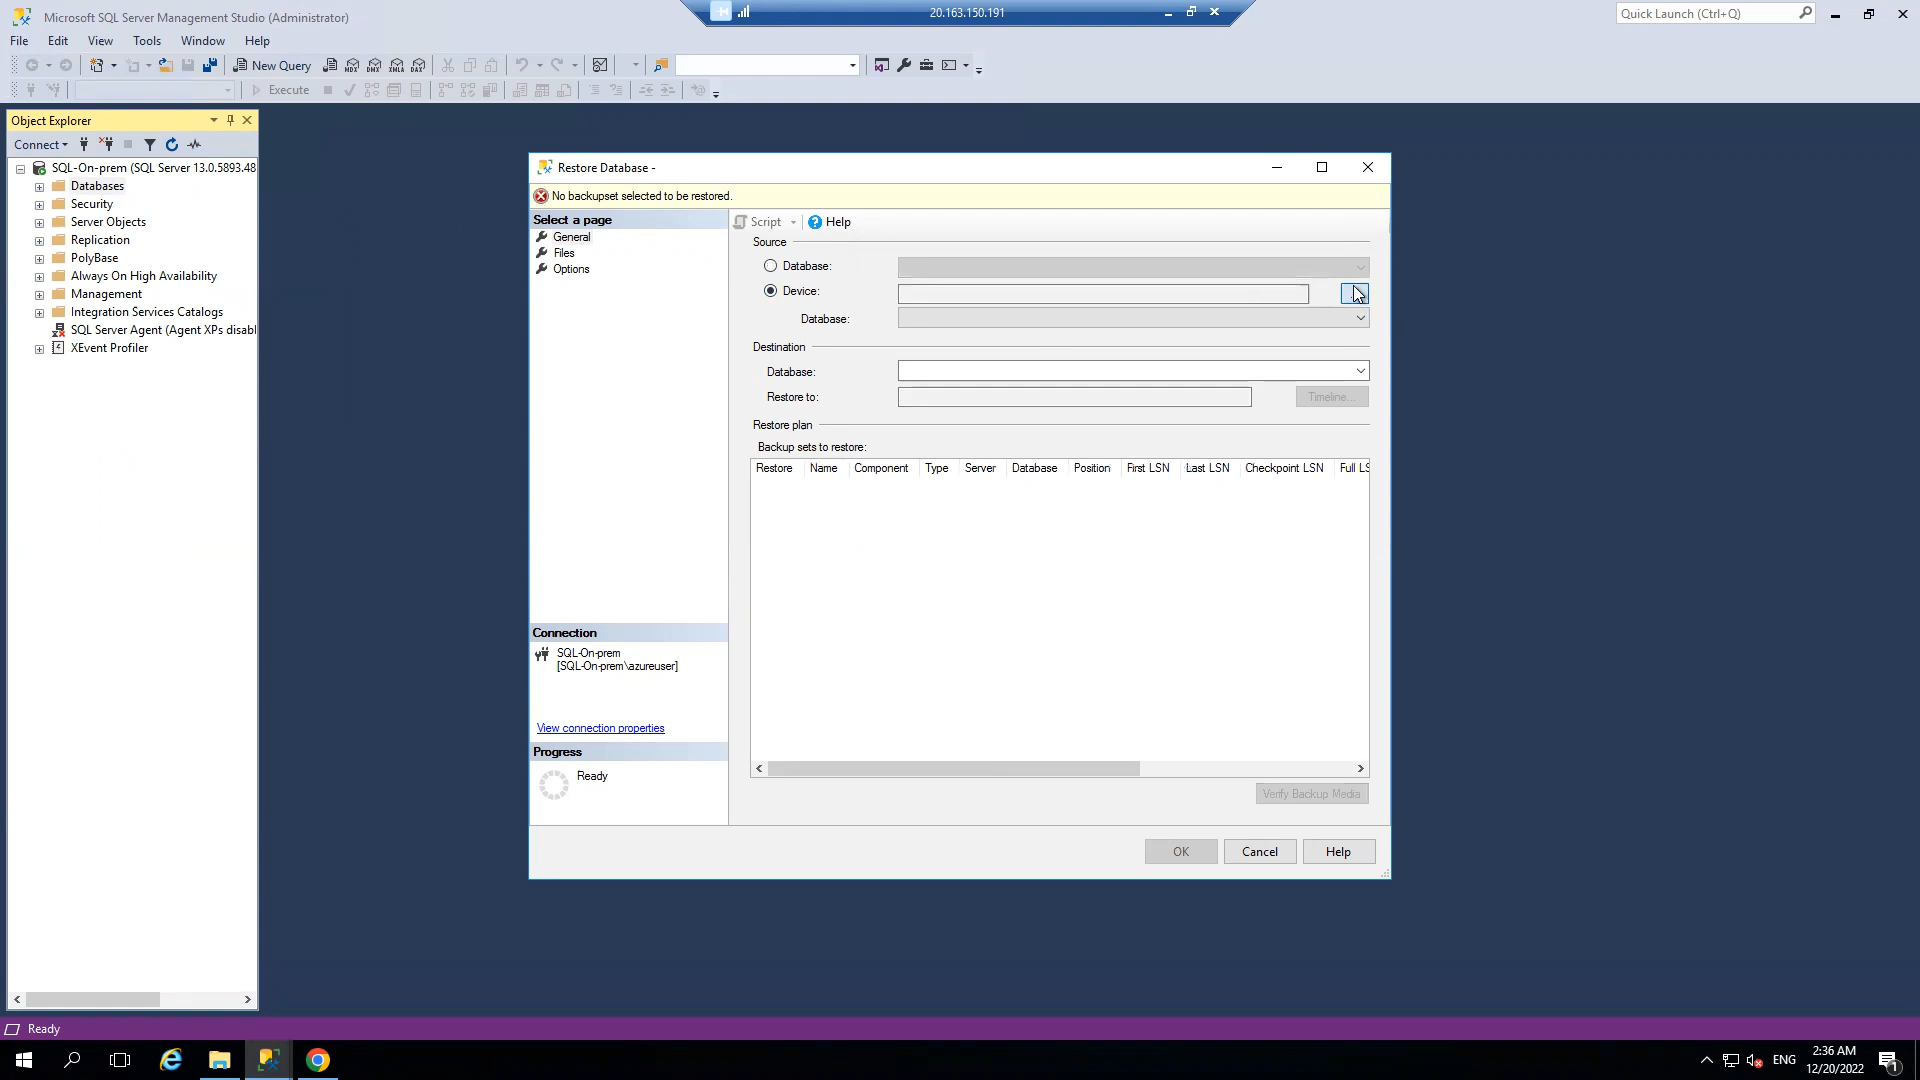 Microsoft SQL Server Management Studio (Administrator)
20.163.150.191
Quick Launch (Ctrl+Q)
File Edit View Tools Window Help
New Query
MDX DMX XMLA DAX
Execute
Object Explorer
Connect
SQL-On-prem (SQL Server 13.0.5893.48
Databases
Security
Server Objects
Replication
PolyBase
Always On High Availability
Management
Integration Services Catalogs
SQL Server Agent (Agent XPs disabl
XEvent Profiler
Restore Database -
No backupset selected to be restored.
Select a page
General
Files
Options
Script Help
Source
Database:
Device:
Database:
Destination
Database:
Restore to:
Timeline...
Restore plan
Backup sets to restore:
Restore Name Component Type Server Database Position First LSN Last LSN Checkpoint LSN Full LS
Verify Backup Media
Connection
SQL-On-prem
[SQL-On-prem\azureuser]
View connection properties
Progress
Ready
OK Cancel Help
Ready
ENG
2:36 AM
12/20/2022
1